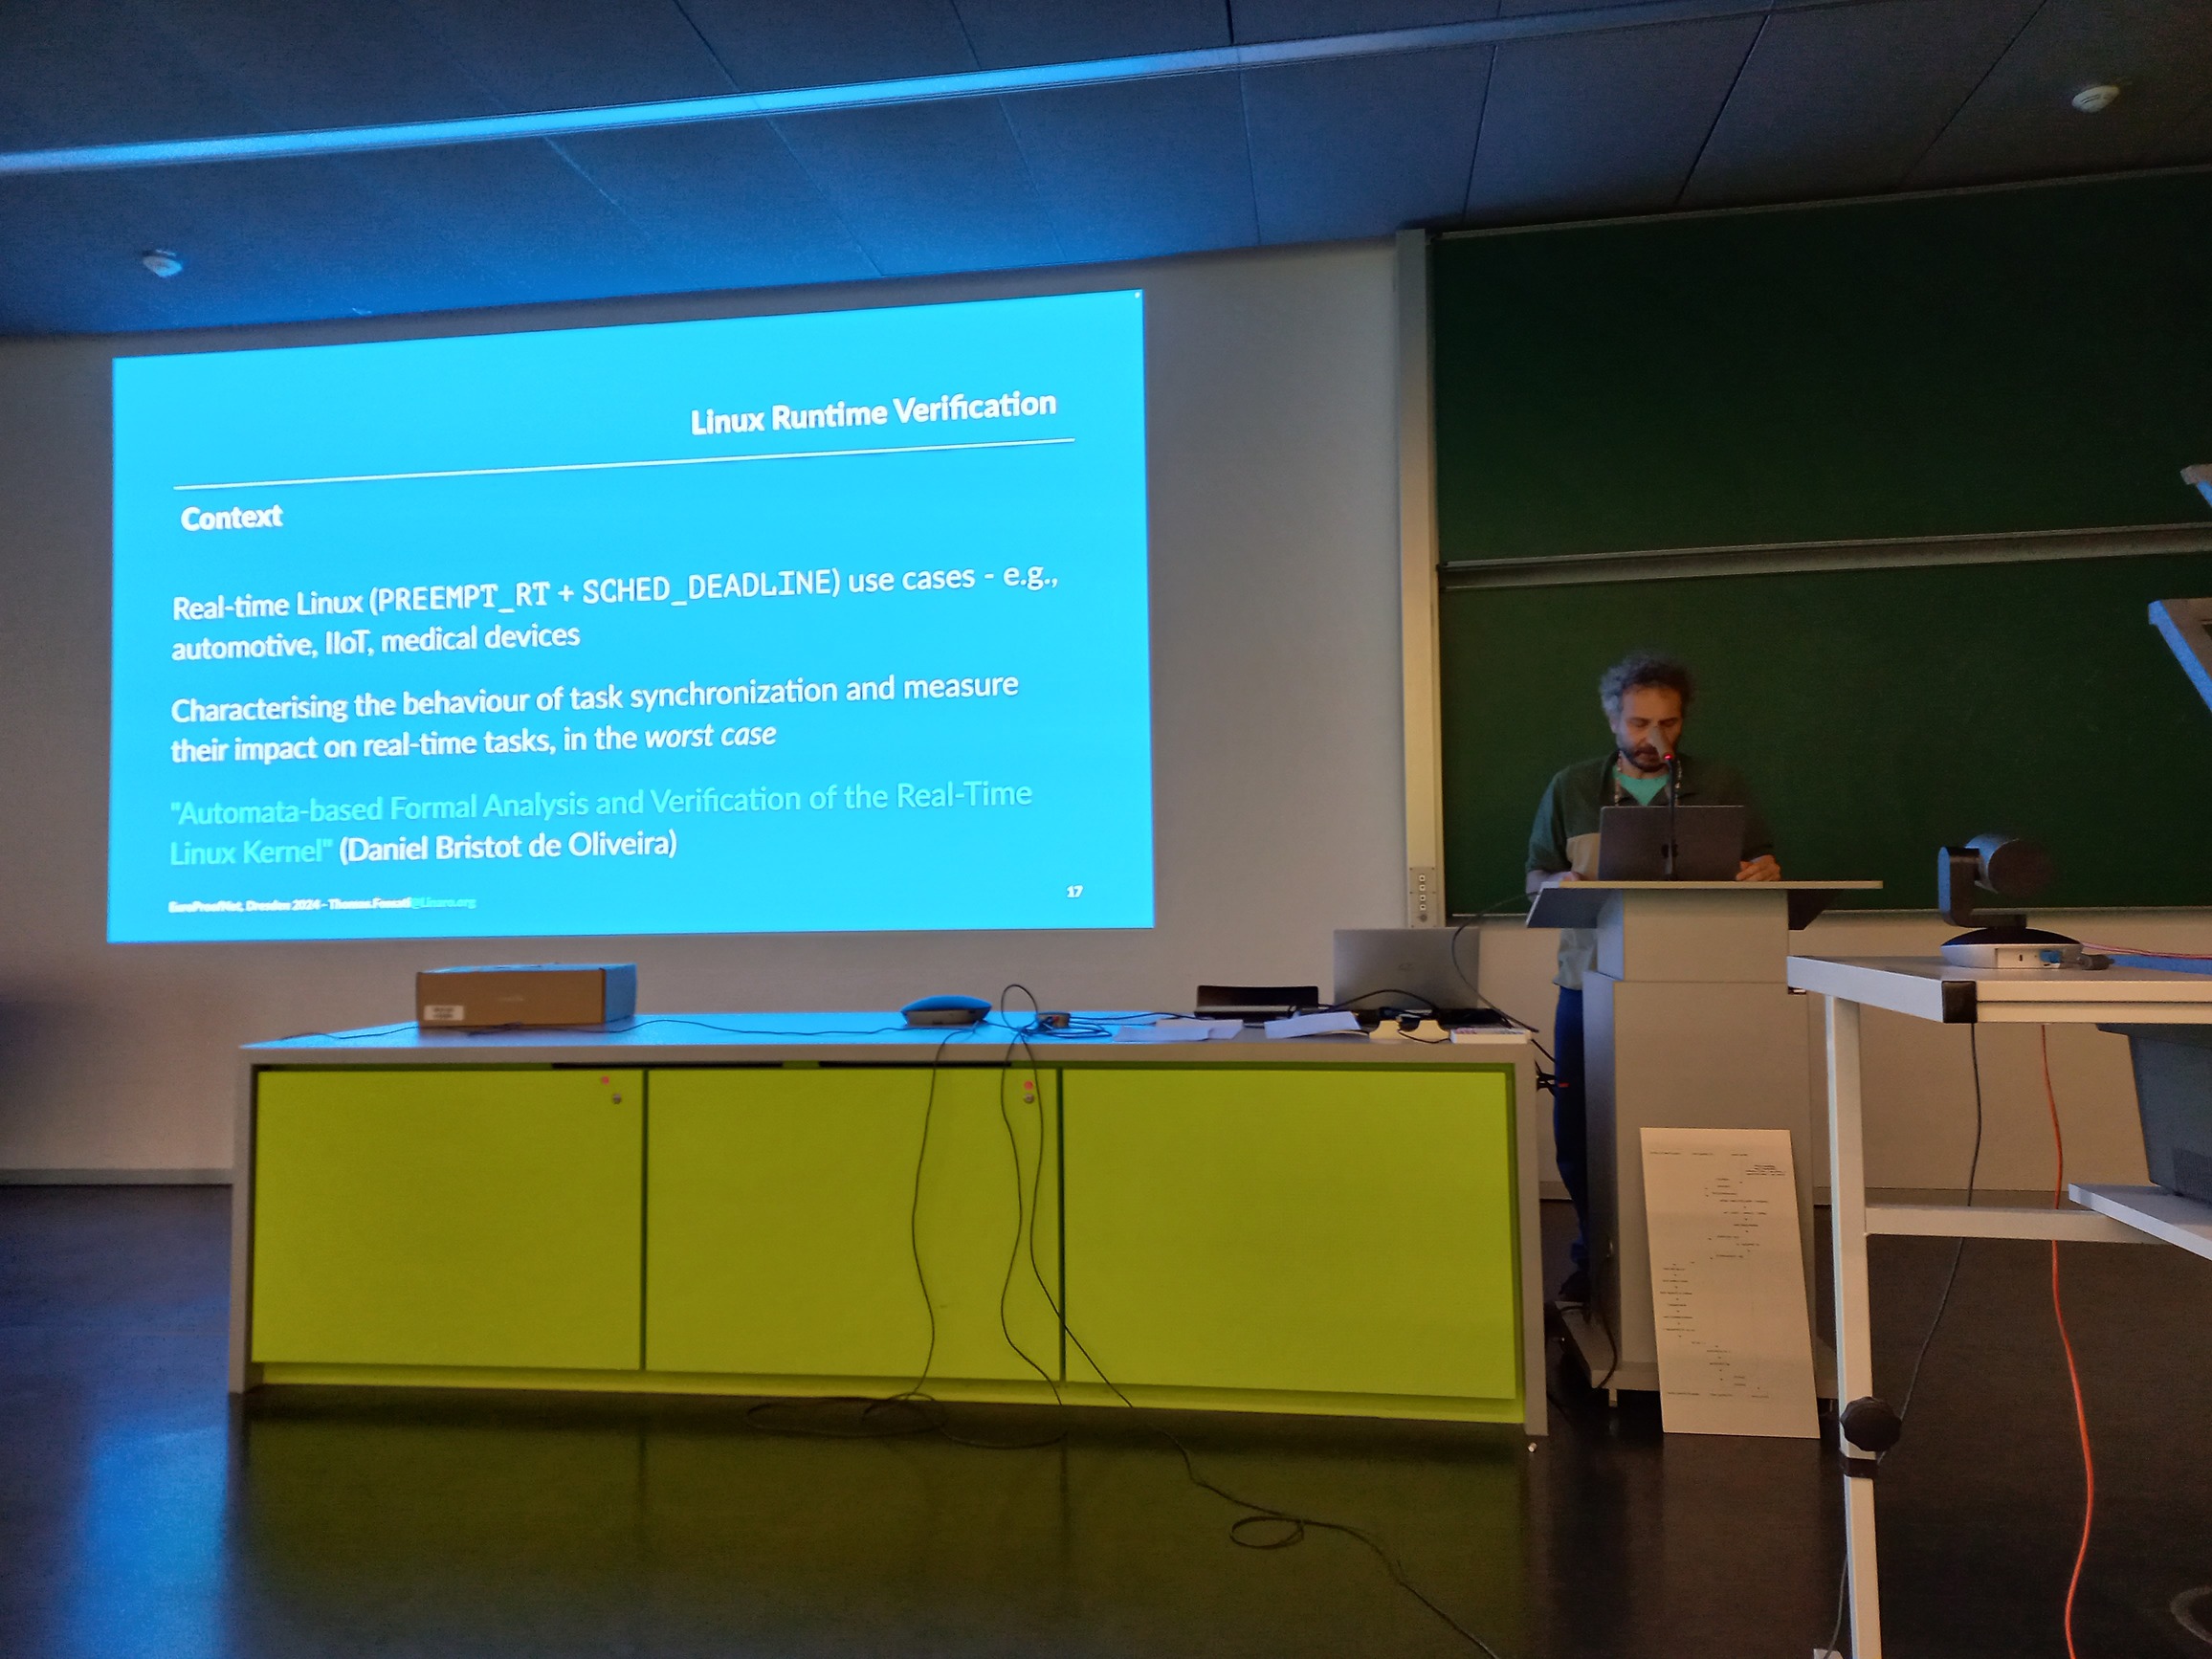 Linux Runtime Verification
Context
Real-time Linux (PREEMPT_RT + SCHED_DEADLINE) use cases - e.g.,
automotive, IIoT, medical devices
Characterising the behaviour of task synchronization and measure
their impact on real-time tasks, in the worst case
"Automata-based Formal Analysis and Verification of the Real-Time
Linux Kernel" (Daniel Bristot de Oliveira)
EuroProofNet, Dresden 2024 - Thomas.Fossati@Linaro.org
17